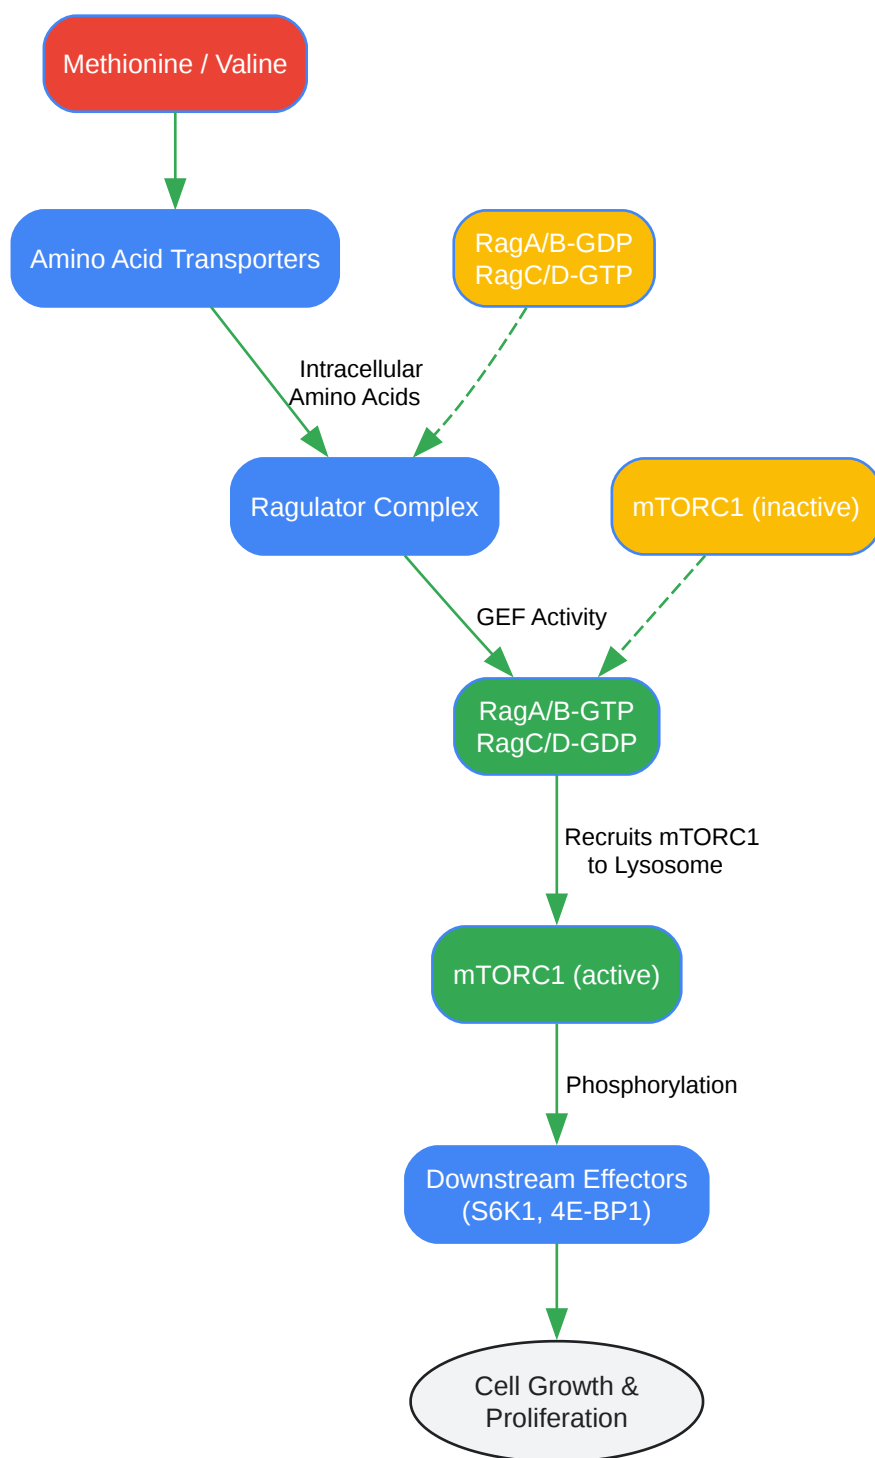 Methionine / Valine
Amino Acid Transporters
RagA/B-GDP
RagC/D-GTP
Intracellular
Amino Acids
Ragulator Complex
mTORC1 (inactive)
GEF Activity
RagA/B-GTP
RagC/D-GDP
Recruits mTORC1
to Lysosome
mTORC1 (active)
Phosphorylation
Downstream Effectors
(S6K1, 4E-BP1)
Cell Growth &
Proliferation